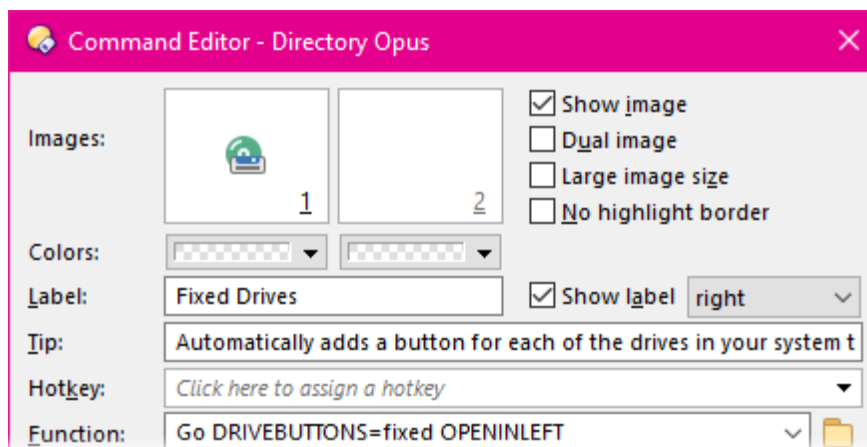 Command Editor - Directory Opus
Images:
1
2
Show image
Dual image
Large image size
No highlight border
Colors:
Label:
Fixed Drives
Show label
right
Tip:
Automatically adds a button for each of the drives in your system t
Hotkey:
Click here to assign a hotkey
Function:
Go DRIVEBUTTONS=fixed OPENINLEFT